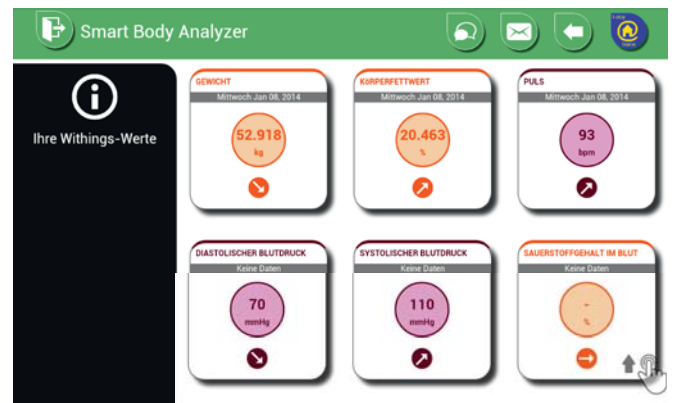 Smart Body Analyzer
Ihre Withings-Werte
GEWICHT
Mittwoch Jan 08, 2014
52.918
kg
KöRPERFETTWERT
Mittwoch Jan 08, 2014
20.463
%
PULS
Mittwoch Jan 08, 2014
93
bpm
DIASTOLISCHER BLUTDRUCK
Keine Daten
70
mmHg
SYSTOLISCHER BLUTDRUCK
Keine Daten
110
mmHg
SAUERSTOFFGEHALT IM BLUT
Keine Daten
-
%